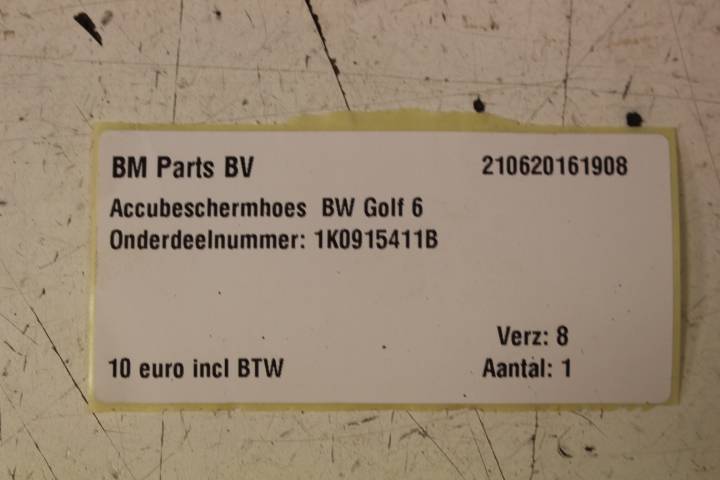 BM Parts BV 210620161908
Accubeschermhoes BW Golf 6
Onderdeelnummer: 1K0915411B
Verz: 8
10 euro incl BTW Aantal: 1